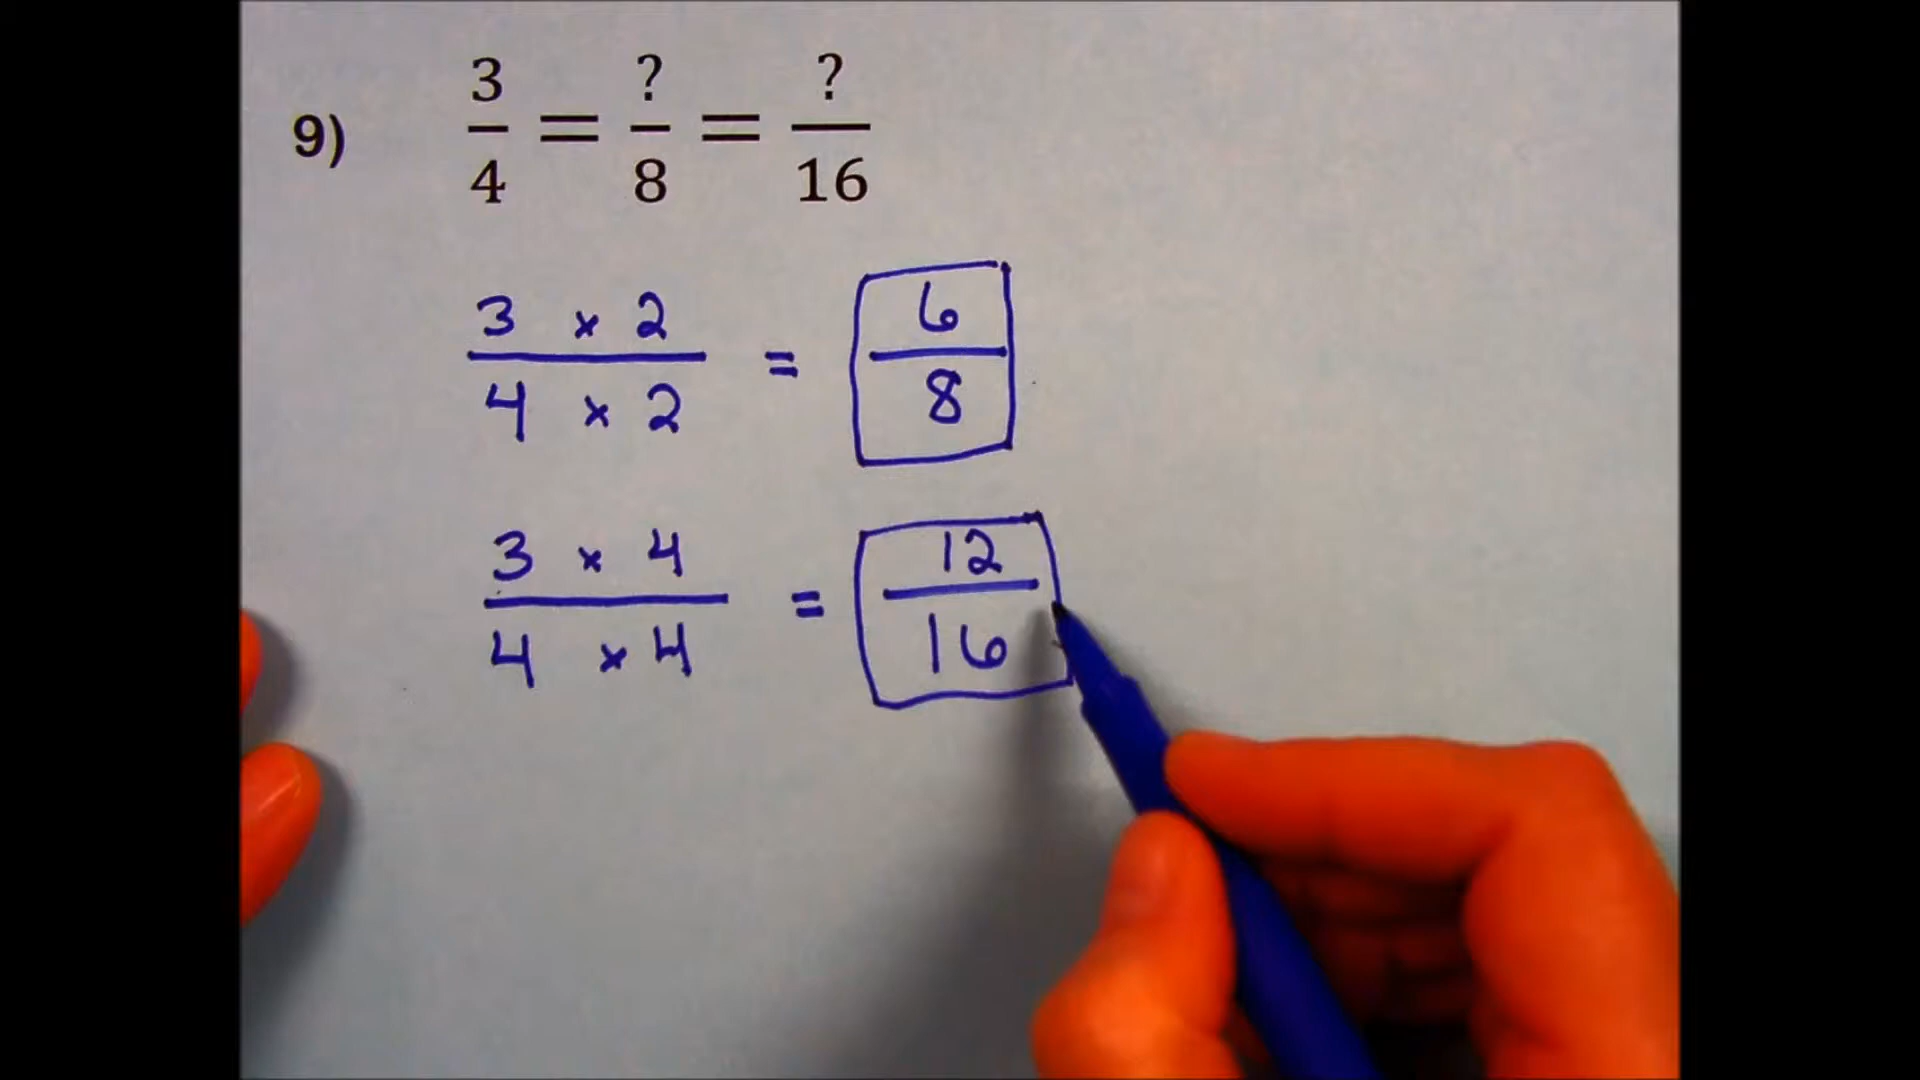 9) 3/4 = ?/8 = ?/16
3 × 2 / 4 × 2 = 6/8
3 × 4 / 4 × 4 = 12/16